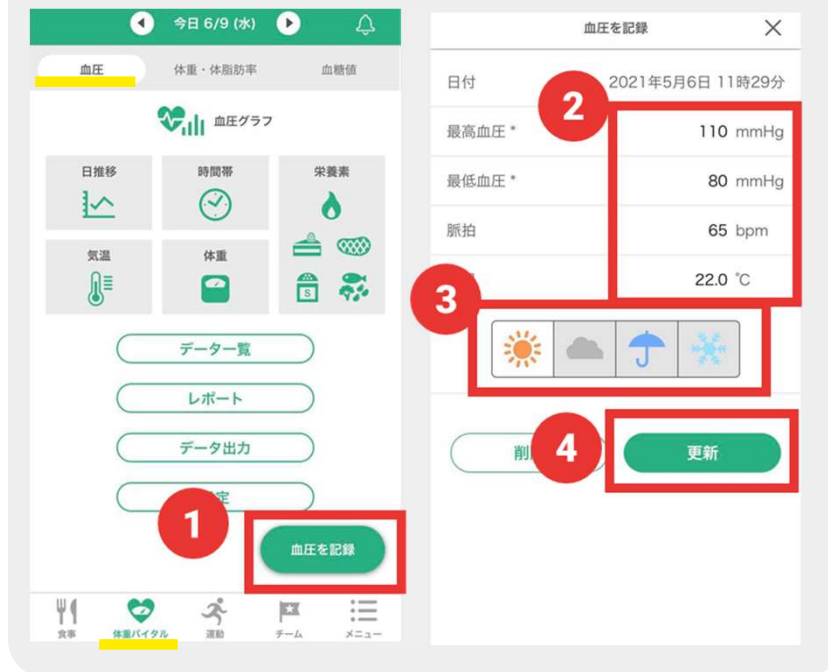 今日 6/9 (水)
血圧
体重・体脂肪率
血糖値
血圧グラフ
日推移
時間帯
栄養素
気温
体重
S
データ一覧
レポート
データ出力
定
1
血圧を記録
食事
体重バイタル
運動
チーム
メニュー
血圧を記録
日付 2021年5月6日 11時29分
2
最高血圧 * 110 mmHg
最低血圧 * 80 mmHg
脈拍 65 bpm
22.0 °C
3
削
4
更新